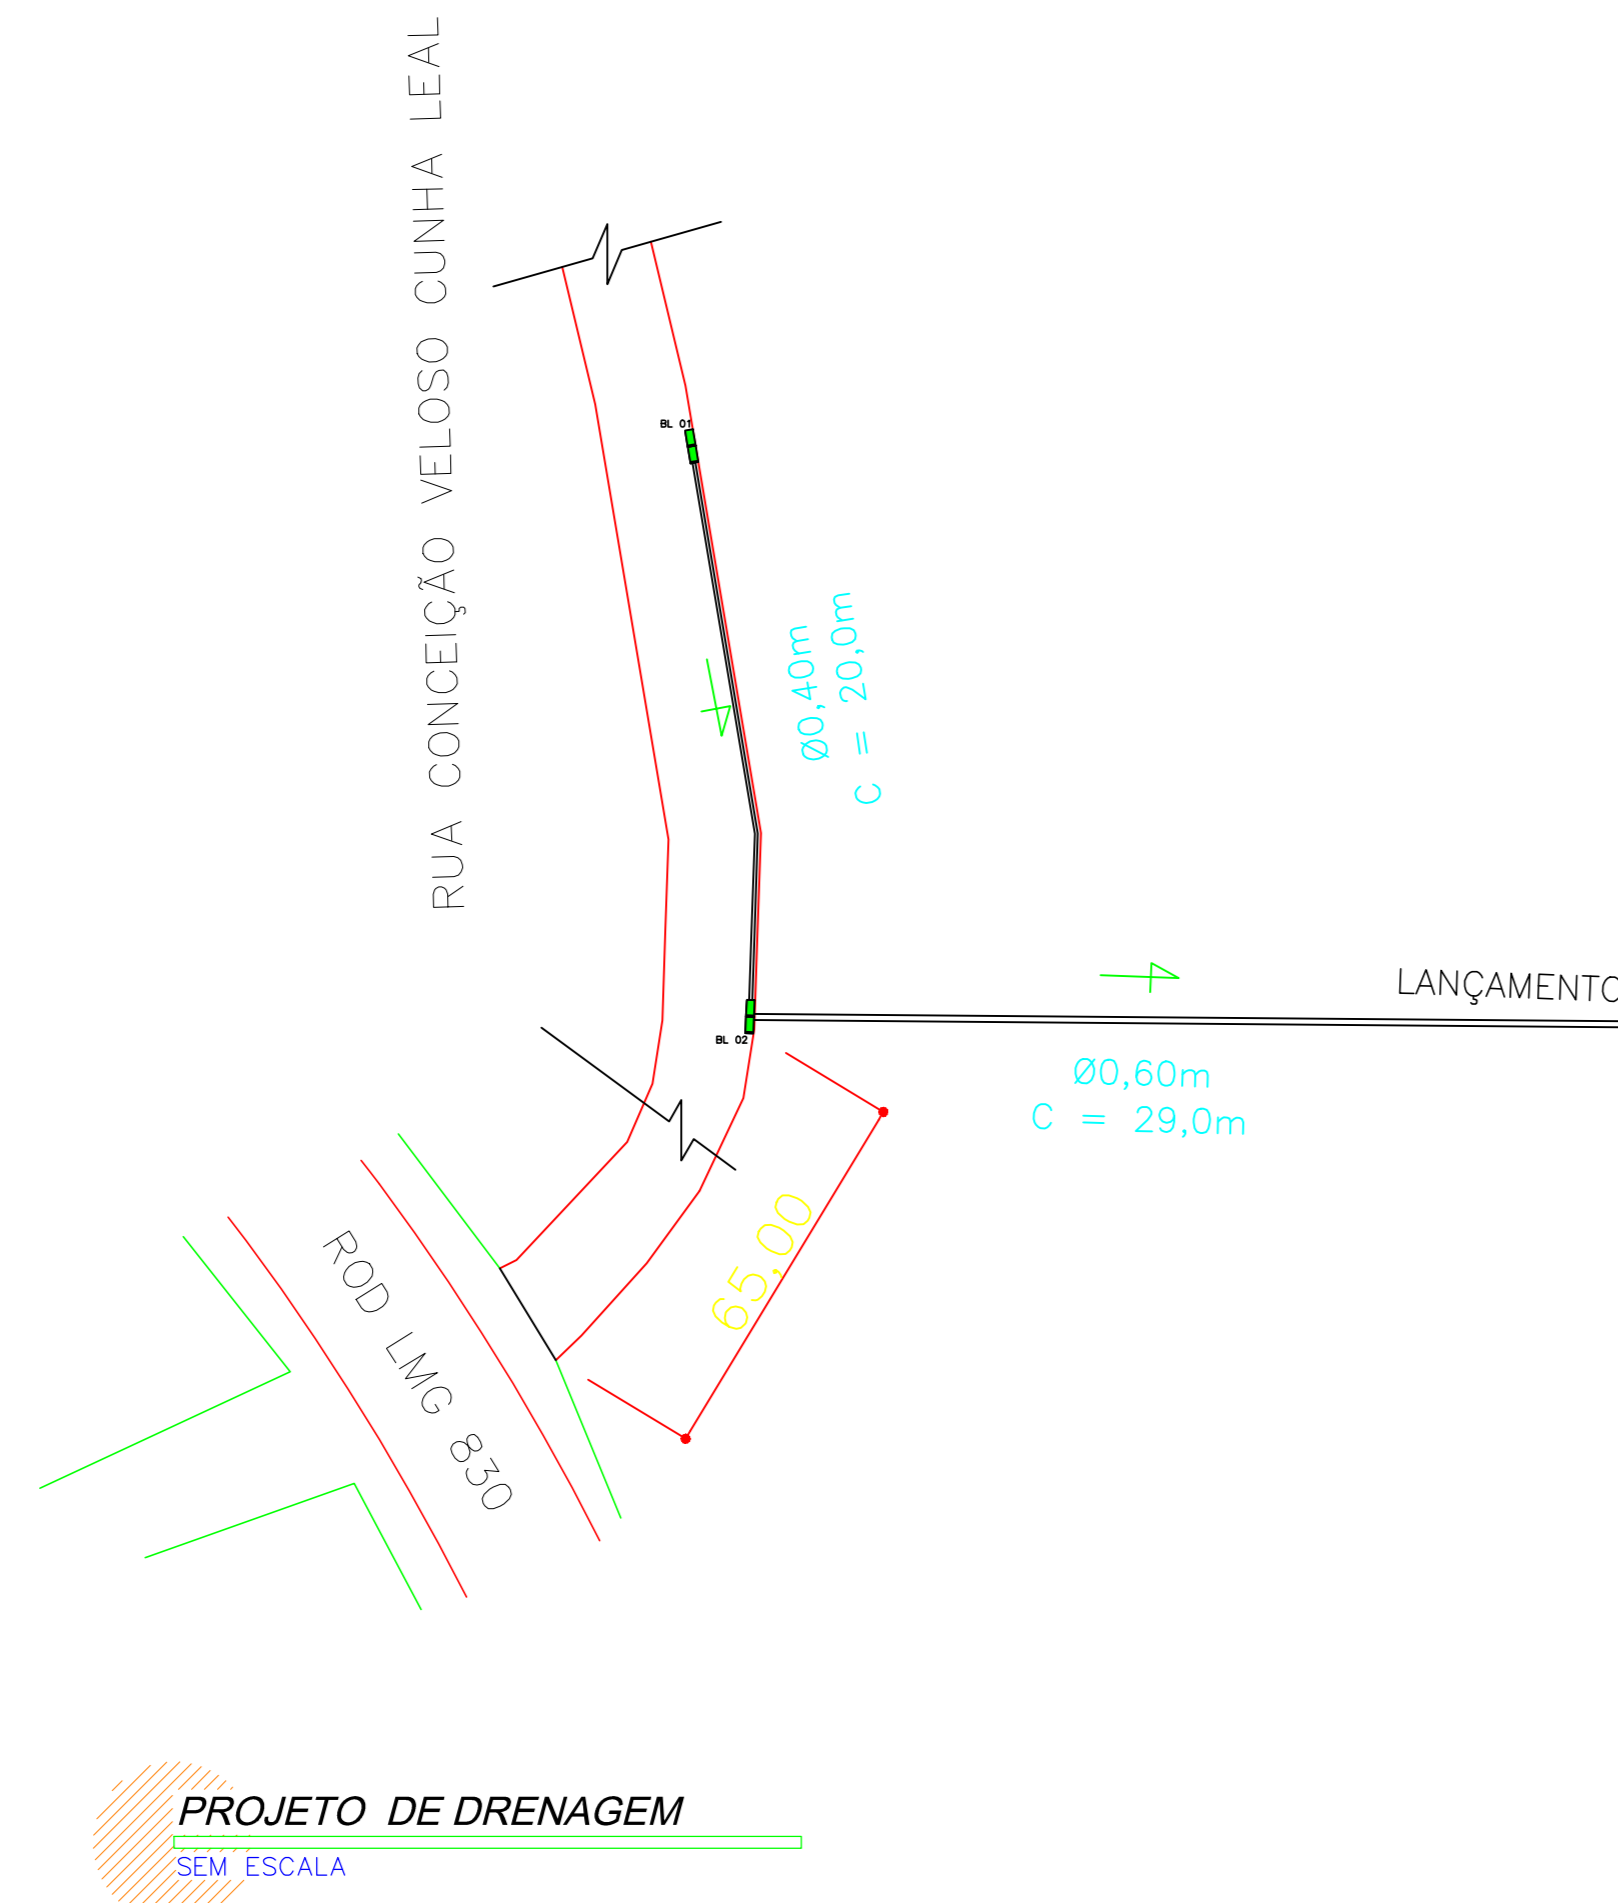 RUA CONCEIÇÃO VELOSO CUNHA LEAL
BL 01
Ø0,40m
C = 20,0m
LANÇAMENTO
BL 02
Ø0,60m
C = 29,0m
65,00
ROD LMG 830
PROJETO DE DRENAGEM
SEM ESCALA